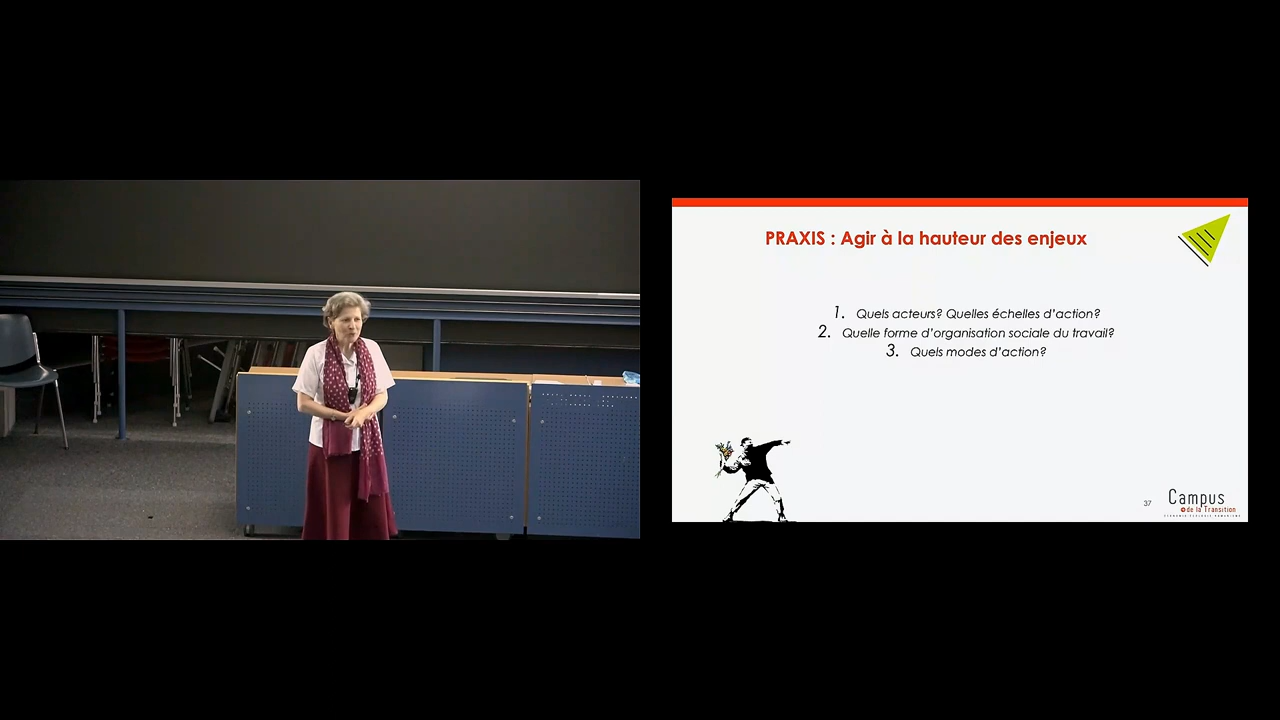 PRAXIS : Agir à la hauteur des enjeux
1. Quels acteurs? Quelles échelles d'action?
2. Quelle forme d'organisation sociale du travail?
3. Quels modes d'action?
37
Campus
de la Transition